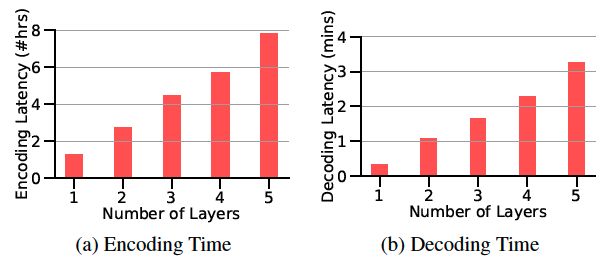 Encoding Latency (#hrs)
8
6
4
2
0
1 2 3 4 5
Number of Layers
(a) Encoding Time
Decoding Latency (mins)
4
3
2
1
0
1 2 3 4 5
Number of Layers
(b) Decoding Time